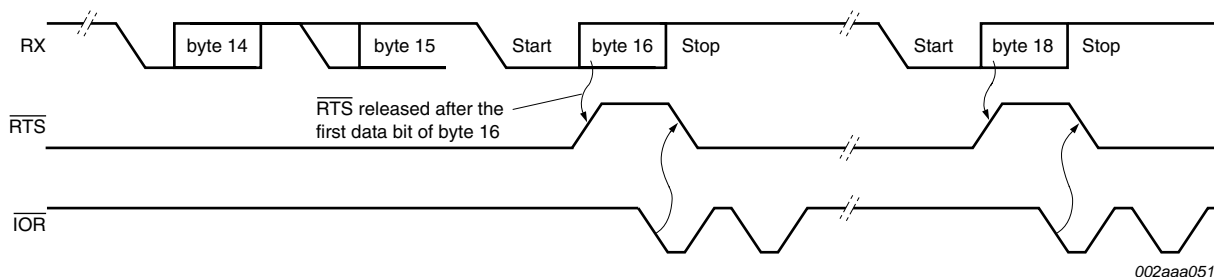 RX
byte 14
byte 15
Start
byte 16
Stop
Start
byte 18
Stop
RTS
RTS released after the
first data bit of byte 16
IOR
002aaa051